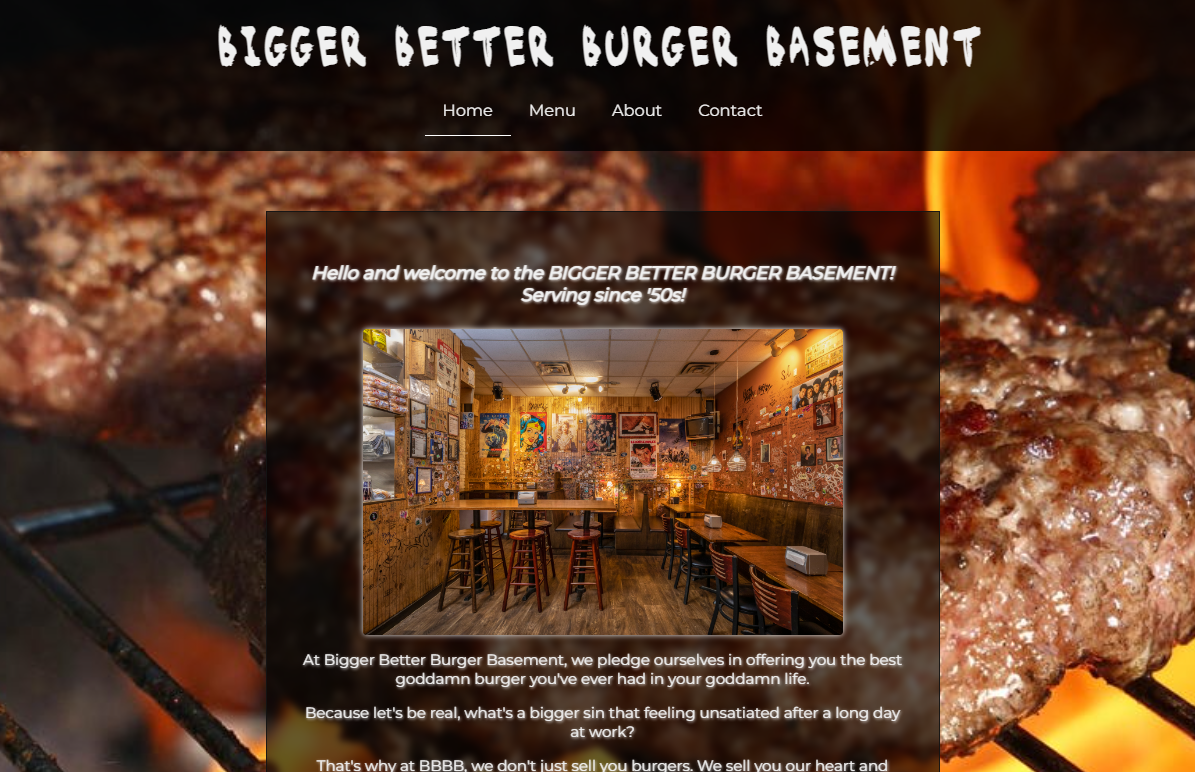 BIGGER BETTER BURGER BASEMENT
Home Menu About Contact
Hello and welcome to the BIGGER BETTER BURGER BASEMENT!
Serving since '50s!
At Bigger Better Burger Basement, we pledge ourselves in offering you the best
goddamn burger you've ever had in your goddamn life.
Because let's be real, what's a bigger sin that feeling unsatiated after a long day
at work?
That's why at BBBB, we don't just sell you burgers. We sell you our heart and